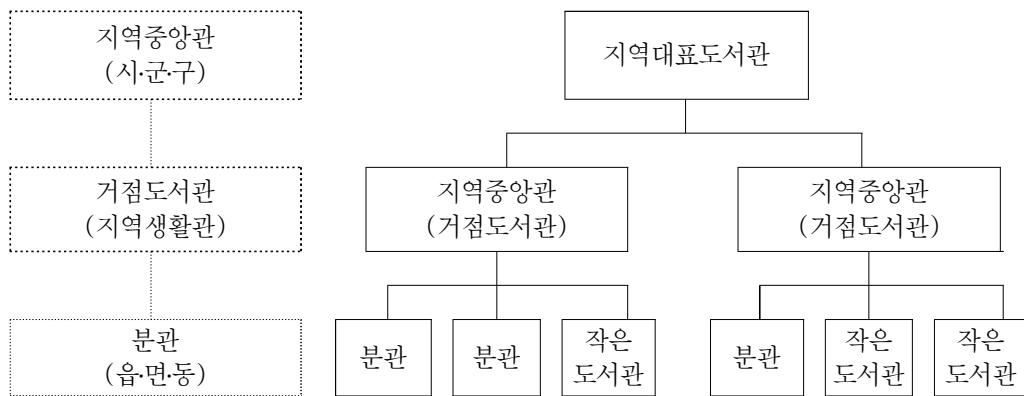 지역중앙관
(시·군·구)
지역대표도서관
거점도서관
(지역생활관)
지역중앙관
(거점도서관)
지역중앙관
(거점도서관)
분관
(읍·면·동)
분관
분관
작은
도서관
분관
작은
도서관
작은
도서관